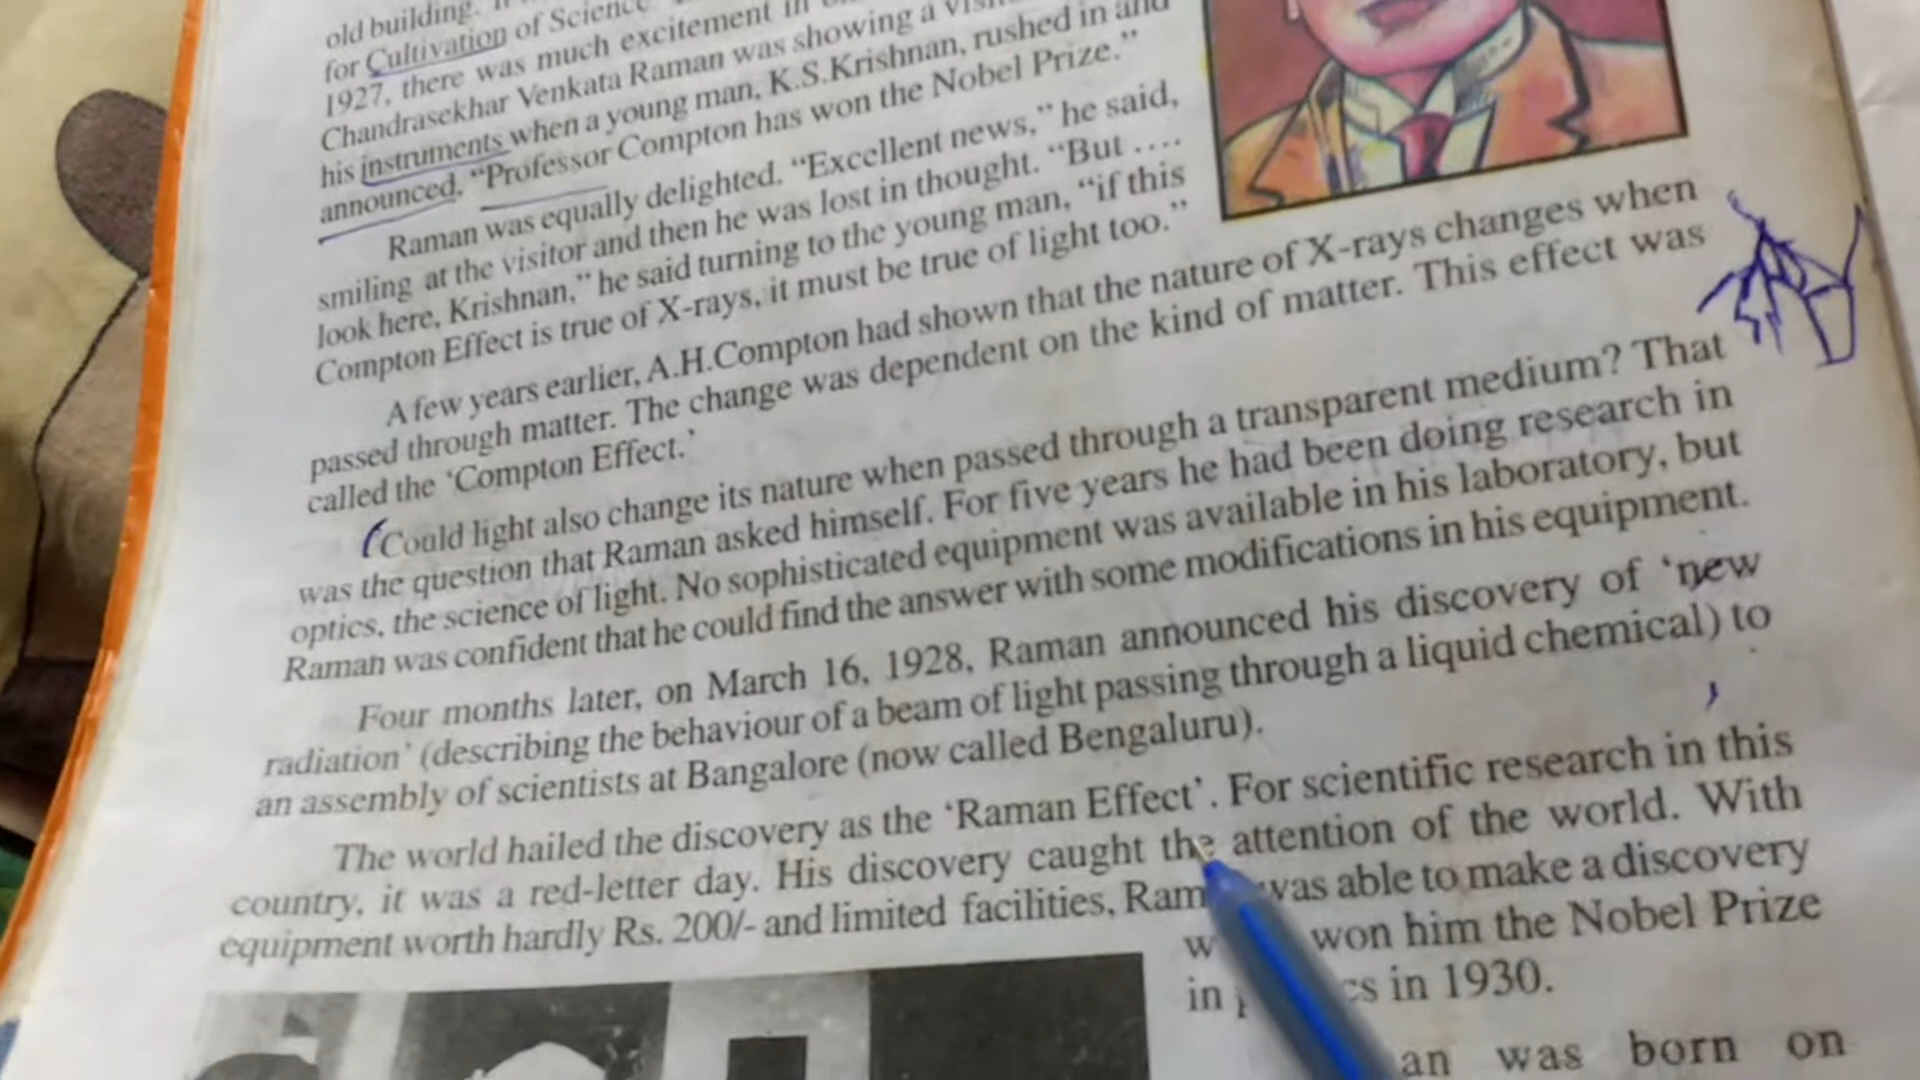 old building.
for Cultivation of Science
1927, there was much excitement in
Chandrasekhar Venkata Raman was showing a
his instruments when a young man, K.S.Krishnan, rushed in and
announced, “Professor Compton has won the Nobel Prize.”
Raman was equally delighted. “Excellent news,” he said,
smiling at the visitor and then he was lost in thought. “But ....
look here, Krishnan,” he said turning to the young man, “if this
Compton Effect is true of X-rays, it must be true of light too.”
A few years earlier, A.H.Compton had shown that the nature of X-rays changes when
passed through matter. The change was dependent on the kind of matter. This effect was
called the ‘Compton Effect.’
Could light also change its nature when passed through a transparent medium? That
was the question that Raman asked himself. For five years he had been doing research in
optics, the science of light. No sophisticated equipment was available in his laboratory, but
Raman was confident that he could find the answer with some modifications in his equipment.
Four months later, on March 16, 1928, Raman announced his discovery of ‘new
radiation’ (describing the behaviour of a beam of light passing through a liquid chemical) to
an assembly of scientists at Bangalore (now called Bengaluru).
The world hailed the discovery as the ‘Raman Effect’. For scientific research in this
country, it was a red-letter day. His discovery caught the attention of the world. With
equipment worth hardly Rs. 200/- and limited facilities, Ram was able to make a discovery
won him the Nobel Prize
in in 1930.
was born on